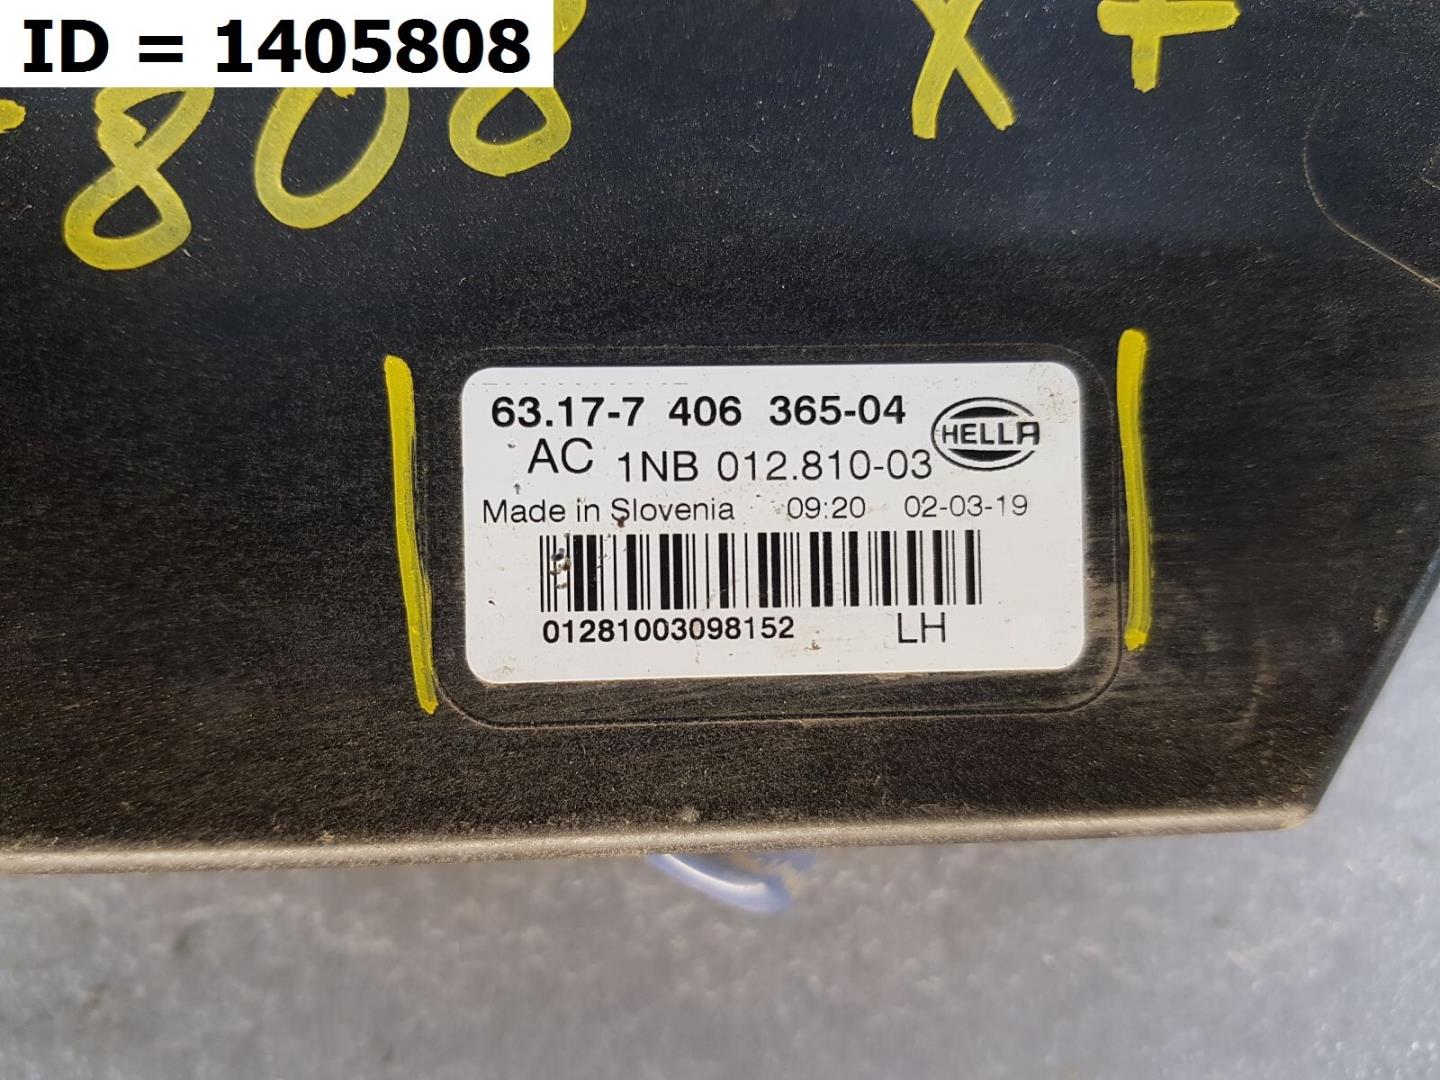 ID = 1405808
808 X+
63.17-7 406 365-04
HELLA
AC 1NB 012.810-03
Made in Slovenia 09:20 02-03-19
01281003098152 LH